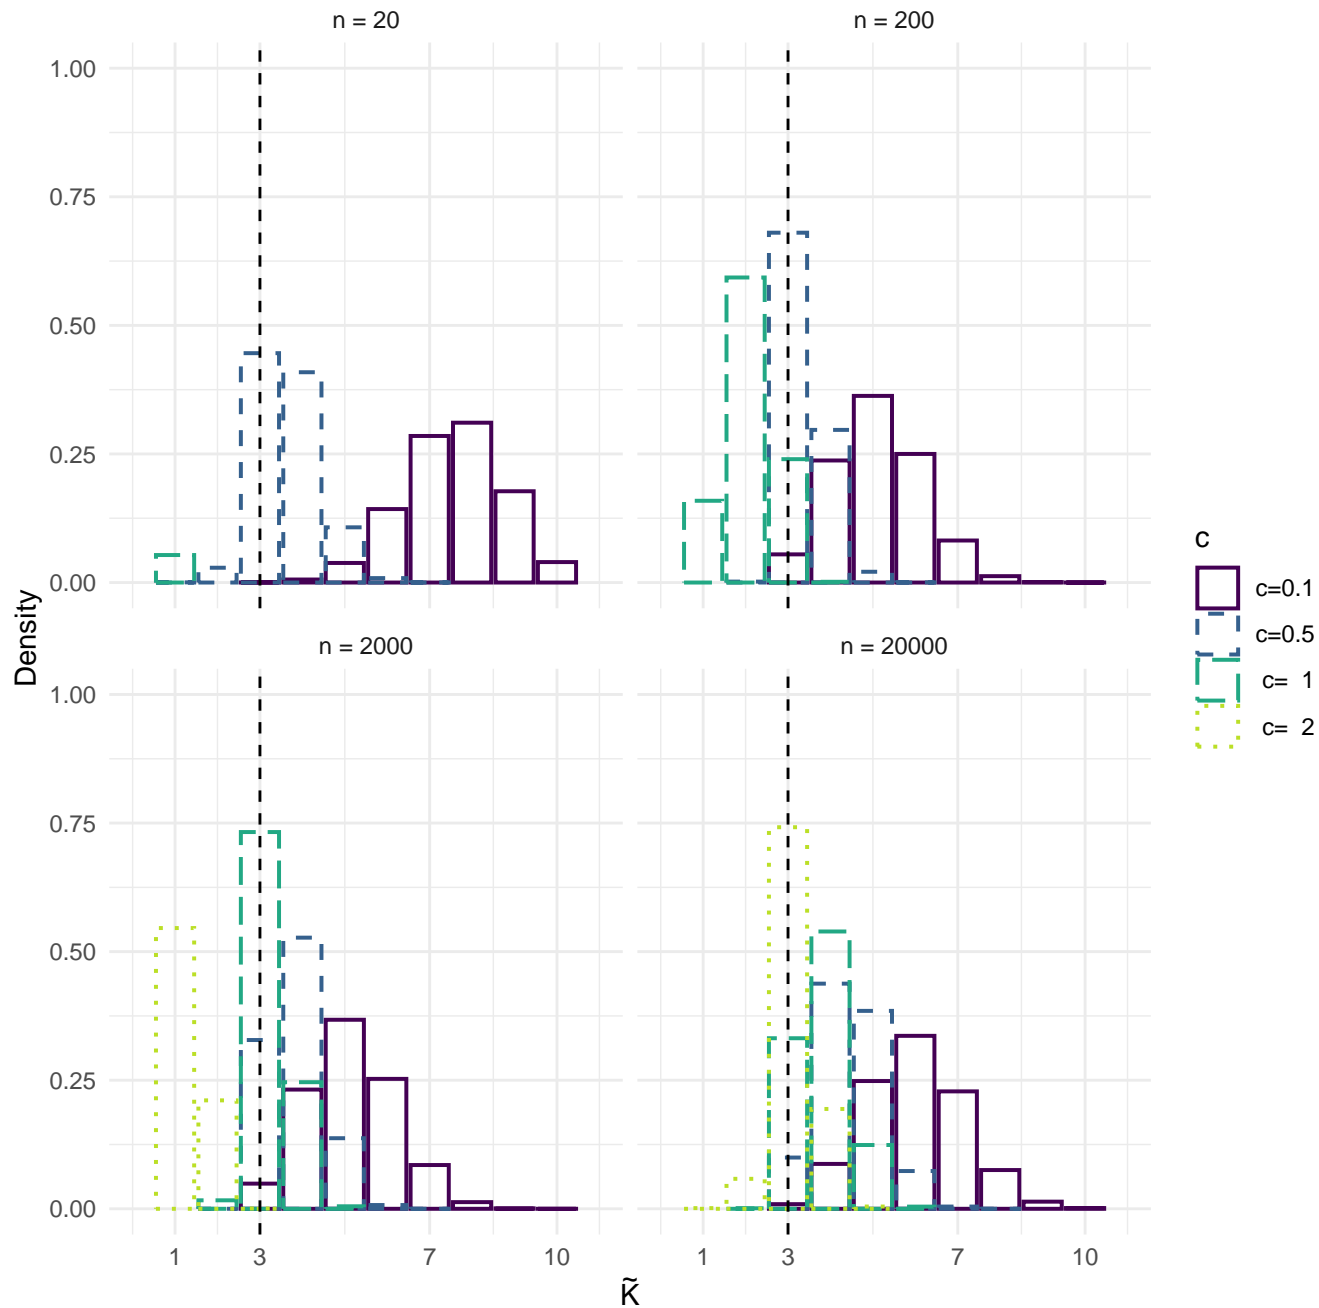 n = 20
n = 200
1.00
0.75
0.50
0.25
0.00
n = 2000
n = 20000
1.00
0.75
0.50
0.25
0.00
1 3 7 10
1 3 7 10
Density
K̃
c
c=0.1
c=0.5
c= 1
c= 2